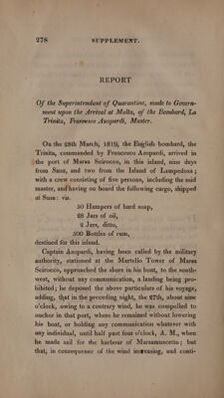 278 SUPPLEMENT.
REPORT
Of the Superintendent of Quarantine, made to Govern-
ment upon the Arrival at Malta, of the Bombard, La
Trinita, Francesco Asopardi, Master.
On the 28th March, 1819, the English bombard, the
Trinita, commanded by Francesco Asopardi, arrived in
the port of Marsa Scirocco, in this island, nine days
from Susa, and two from the Island of Lampedosa;
with a crew consisting of five persons, including the said
master, and having on board the following cargo, shipped
at Susa: viz.
50 Hampers of hard soap,
28 Jars of oil,
2 Jars, ditto,
500 Bottles of rum,
destined for this island.
Captain Asopardi, having been called by the military
authority, stationed at the Martello Tower of Marsa
Scirocco, approached the shore in his boat, to the south-
west, without any communication, a landing being pro-
hibited; he deposed the above particulars of his voyage,
adding, that in the preceding night, the 27th, about nine
o'clock, owing to a contrary wind, he was compelled to
anchor in that port, where he remained without lowering
his boat, or holding any communication whatever with
any individual, until half past four o'clock, A. M., when
he made sail for the harbour of Marsamuscetta; but
that, in consequence of the wind increasing, and conti-